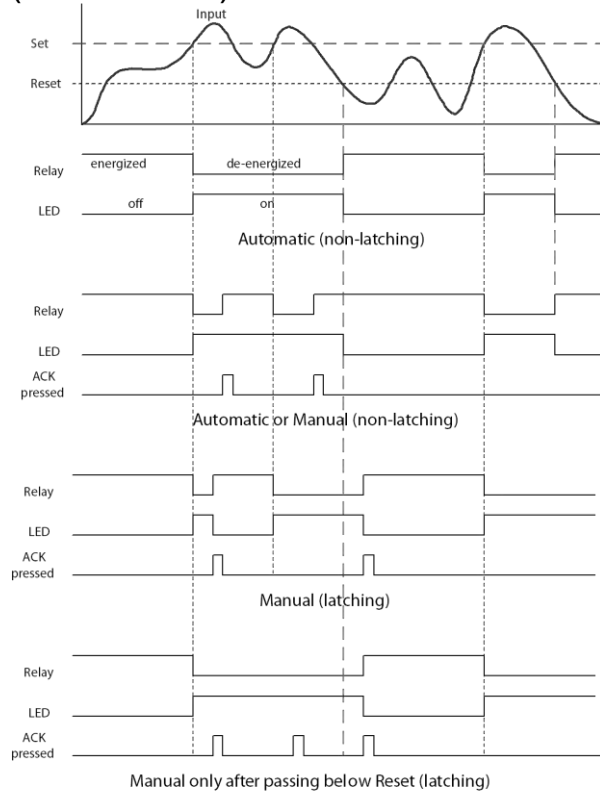 Input
Set
Reset
energized
de-energized
Relay
LED
off
on
Automatic (non-latching)
Relay
LED
ACK
pressed
Automatic or Manual (non-latching)
Relay
LED
ACK
pressed
Manual (latching)
Relay
LED
ACK
pressed
Manual only after passing below Reset (latching)